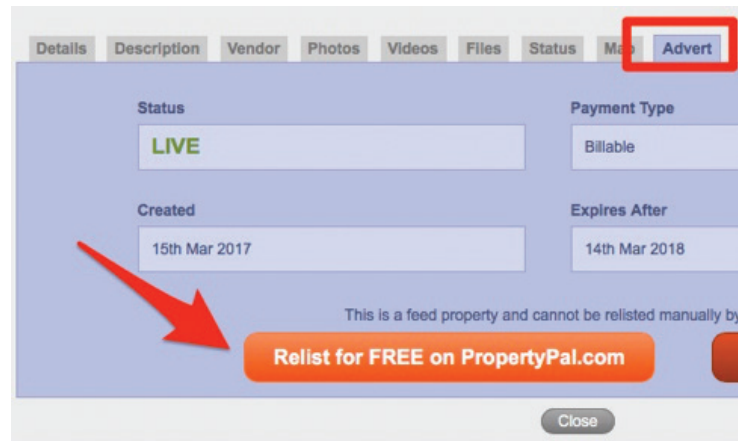 Details Description Vendor Photos Videos Files Status Map Advert
Status Payment Type
LIVE Billable
Created Expires After
15th Mar 2017 14th Mar 2018
This is a feed property and cannot be relisted manually by
Relist for FREE on PropertyPal.com
Close